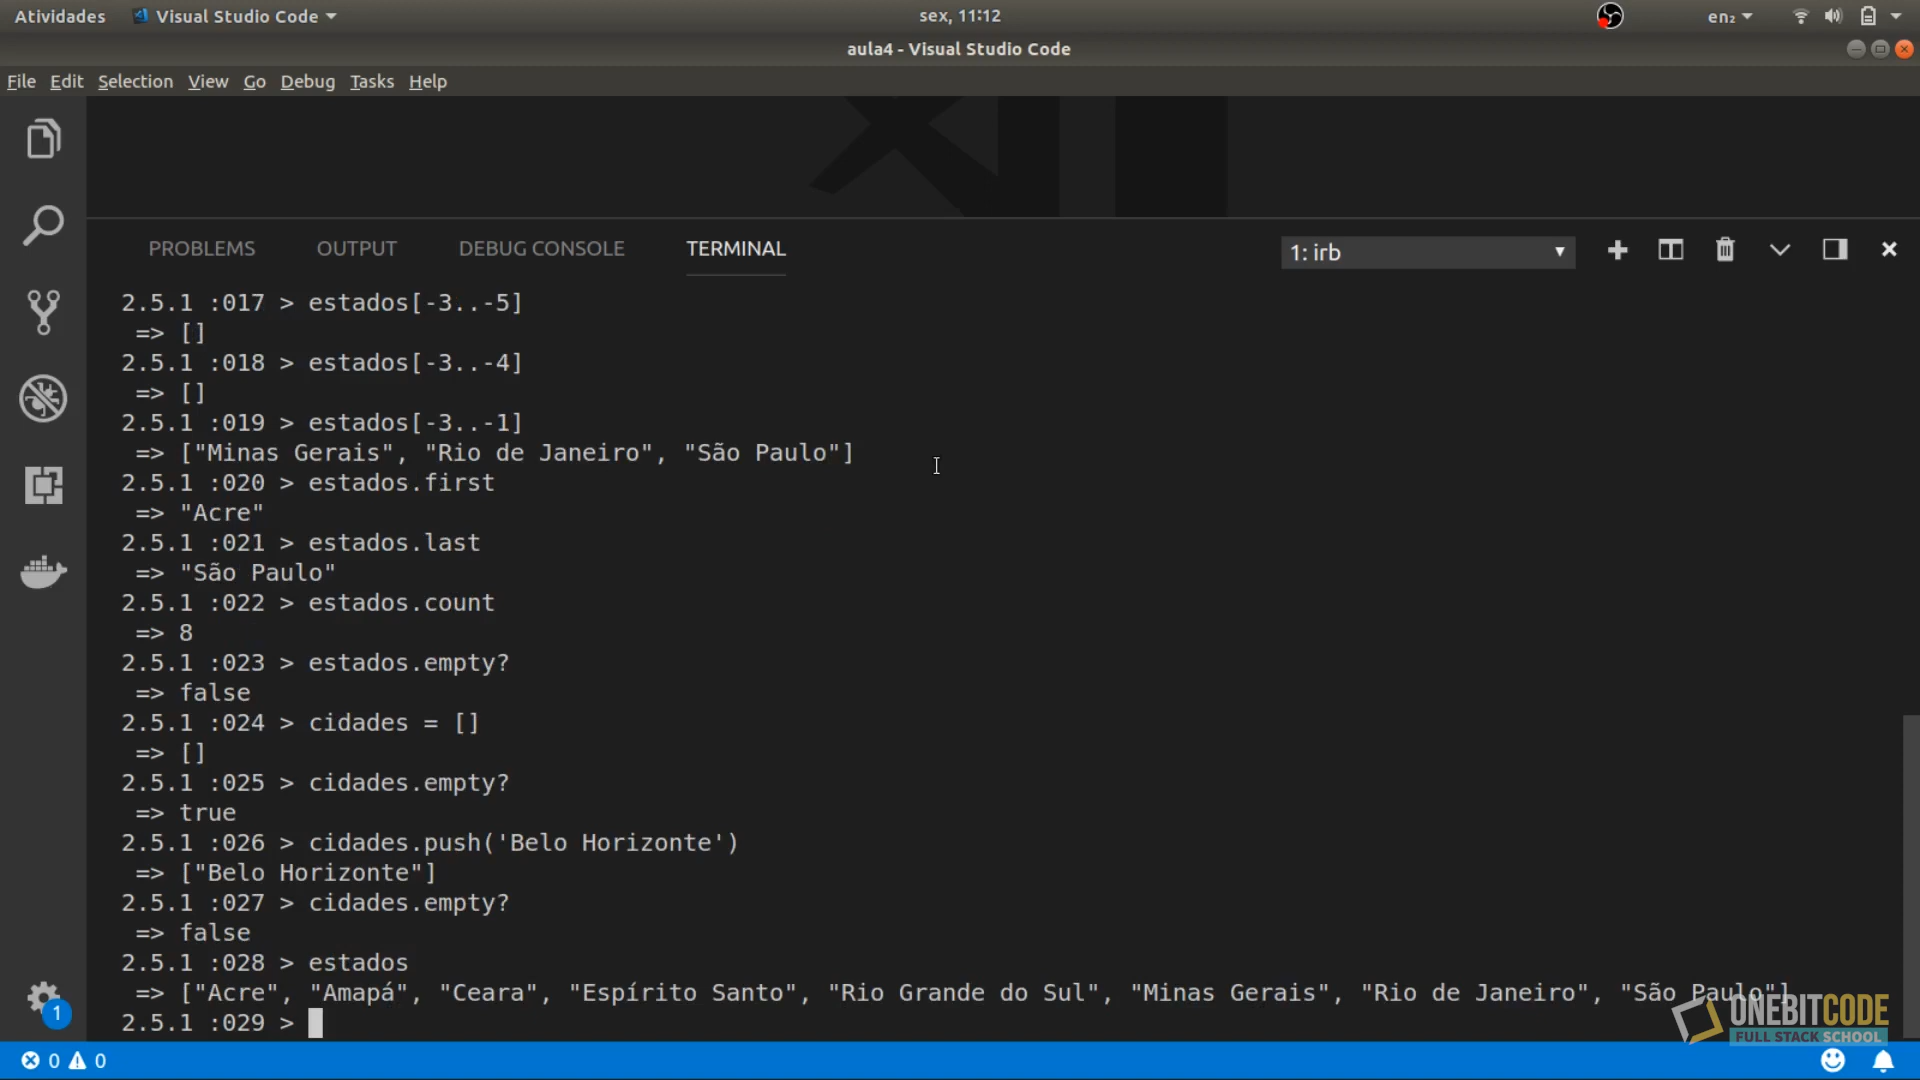 Atividades Visual Studio Code sex, 11:12 en₂
aula4 - Visual Studio Code
File Edit Selection View Go Debug Tasks Help
PROBLEMS OUTPUT DEBUG CONSOLE TERMINAL 1: irb
2.5.1 :017 > estados[-3..-5]
=> []
2.5.1 :018 > estados[-3..-4]
=> []
2.5.1 :019 > estados[-3..-1]
=> ["Minas Gerais", "Rio de Janeiro", "São Paulo"]
2.5.1 :020 > estados.first
=> "Acre"
2.5.1 :021 > estados.last
=> "São Paulo"
2.5.1 :022 > estados.count
=> 8
2.5.1 :023 > estados.empty?
=> false
2.5.1 :024 > cidades = []
=> []
2.5.1 :025 > cidades.empty?
=> true
2.5.1 :026 > cidades.push('Belo Horizonte')
=> ["Belo Horizonte"]
2.5.1 :027 > cidades.empty?
=> false
2.5.1 :028 > estados
=> ["Acre", "Amapá", "Ceara", "Espírito Santo", "Rio Grande do Sul", "Minas Gerais", "Rio de Janeiro", "São Paulo"]
2.5.1 :029 >
1
ONEBITCODE
FULL STACK SCHOOL
0 0